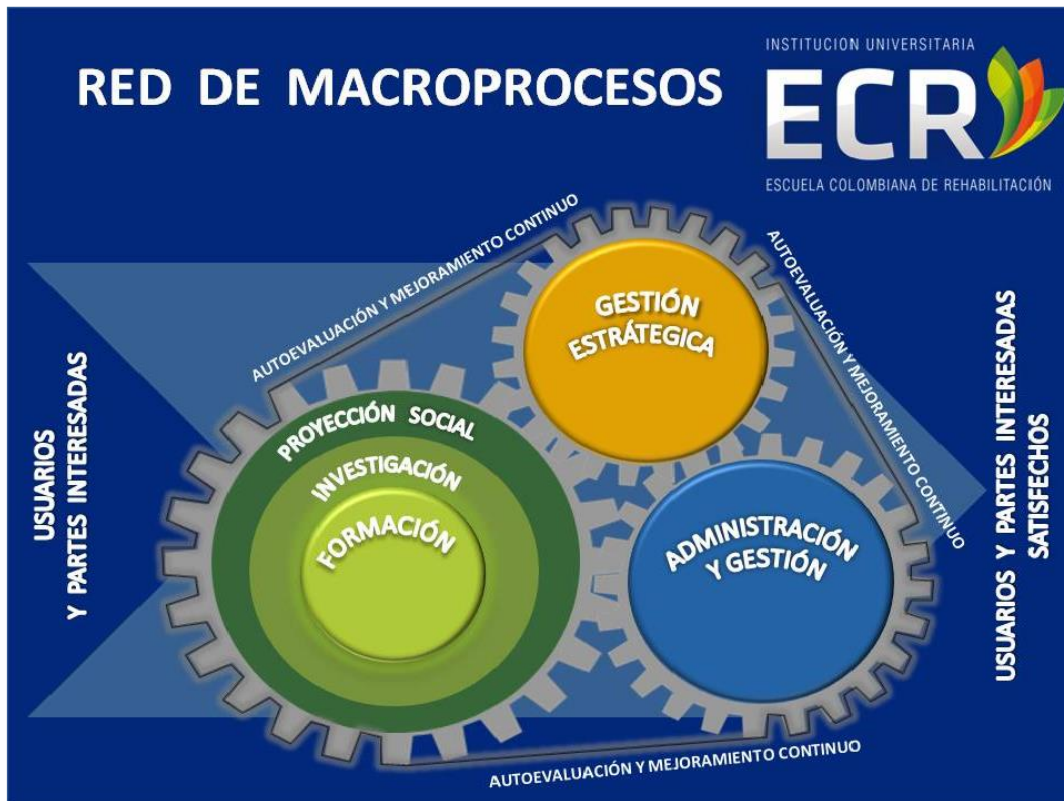 RED DE MACROPROCESOS
INSTITUCION UNIVERSITARIA
ECR
ESCUELA COLOMBIANA DE REHABILITACIÓN
AUTOEVALUACIÓN Y MEJORAMIENTO CONTINUO
AUTOEVALUACIÓN Y MEJORAMIENTO CONTINUO
GESTIÓN
ESTRÁTEGICA
USUARIOS
Y PARTES INTERESADAS
PROYECCIÓN SOCIAL
INVESTIGACIÓN
FORMACIÓN
ADMINISTRACIÓN
Y GESTIÓN
USUARIOS Y PARTES INTERESADAS
SATISFECHOS
AUTOEVALUACIÓN Y MEJORAMIENTO CONTINUO